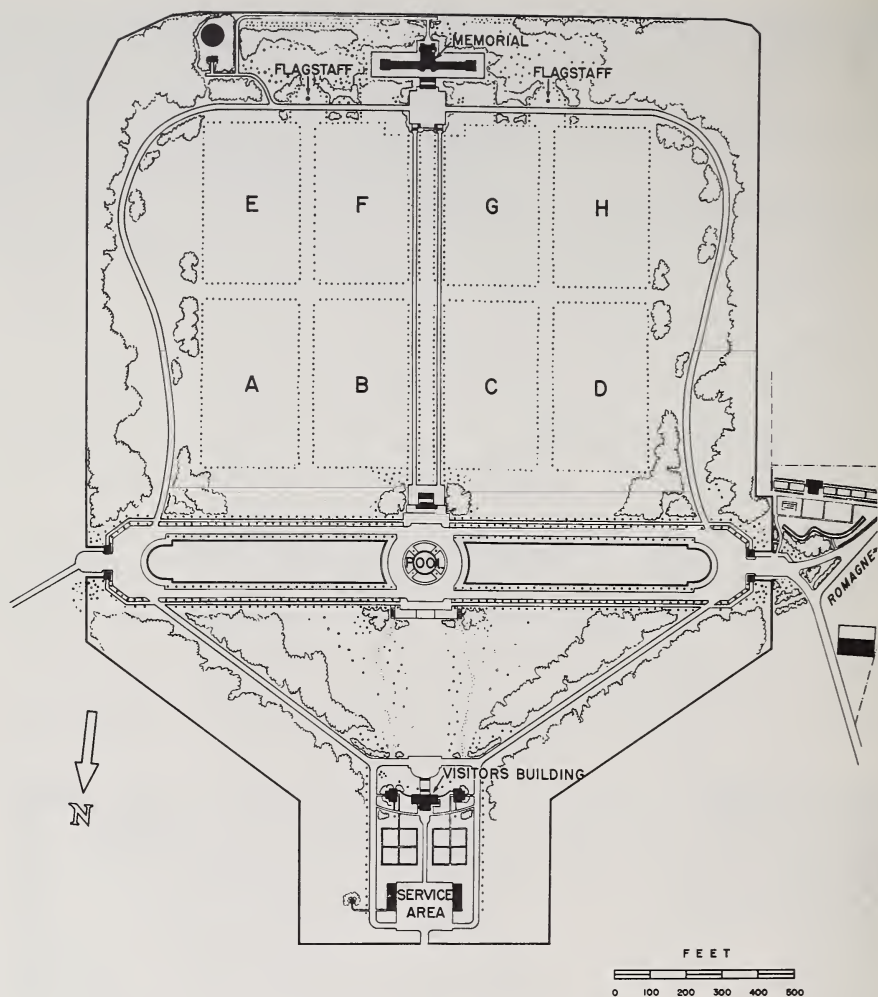 MEMORIAL
FLAGSTAFF
FLAGSTAFF
E
F
G
H
A
B
C
D
POOL
ROMAGNE
VISITORS BUILDING
N
SERVICE
AREA
FEET
0 100 200 300 400 500